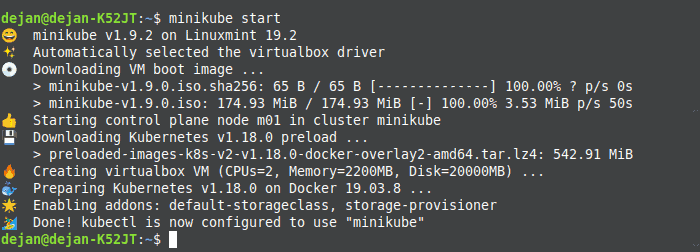 dejan@dejan-K52JT:~$ minikube start
😄 minikube v1.9.2 on Linuxmint 19.2
✨ Automatically selected the virtualbox driver
💿 Downloading VM boot image ...
> minikube-v1.9.0.iso.sha256: 65 B / 65 B [--------------] 100.00% ? p/s 0s
> minikube-v1.9.0.iso: 174.93 MiB / 174.93 MiB [-] 100.00% 3.53 MiB p/s 50s
👍 Starting control plane node m01 in cluster minikube
💾 Downloading Kubernetes v1.18.0 preload ...
> preloaded-images-k8s-v2-v1.18.0-docker-overlay2-amd64.tar.lz4: 542.91 MiB
🔥 Creating virtualbox VM (CPUs=2, Memory=2200MB, Disk=20000MB) ...
🐳 Preparing Kubernetes v1.18.0 on Docker 19.03.8 ...
🌟 Enabling addons: default-storageclass, storage-provisioner
🏄 Done! kubectl is now configured to use "minikube"
dejan@dejan-K52JT:~$